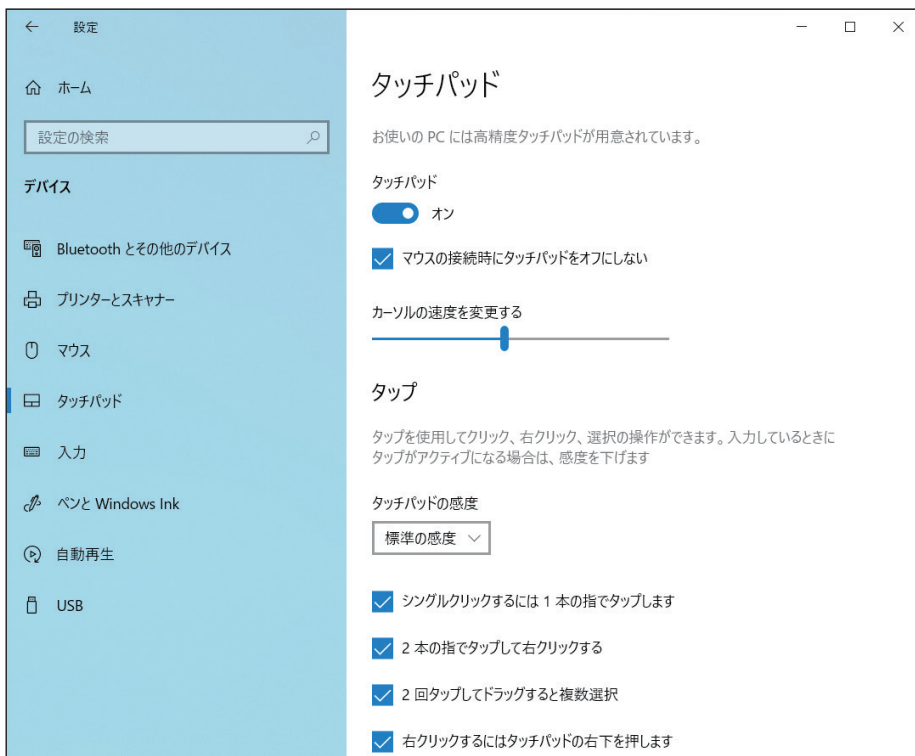 設定
ホーム
設定の検索
デバイス
Bluetooth とその他のデバイス
プリンターとスキャナー
マウス
タッチパッド
入力
ペンと Windows Ink
自動再生
USB
タッチパッド
お使いの PC には高精度タッチパッドが用意されています。
タッチパッド
オン
マウスの接続時にタッチパッドをオフにしない
カーソルの速度を変更する
タップ
タップを使用してクリック、右クリック、選択の操作ができます。入力しているときに
タップがアクティブになる場合は、感度を下げます
タッチパッドの感度
標準の感度
シングルクリックするには 1 本の指でタップします
2 本の指でタップして右クリックする
2 回タップしてドラッグすると複数選択
右クリックするにはタッチパッドの右下を押します